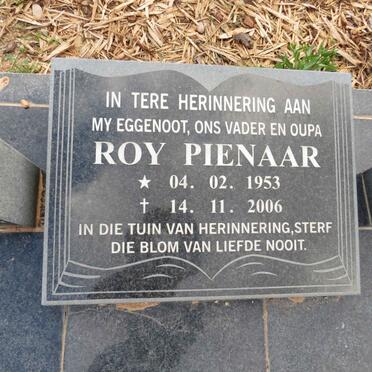 IN TERE HERINNERING AAN
MY EGGENOOT, ONS VADER EN OUPA
ROY PIENAAR
★ 04. 02. 1953
† 14. 11. 2006
IN DIE TUIN VAN HERINNERING,STERF
DIE BLOM VAN LIEFDE NOOIT.